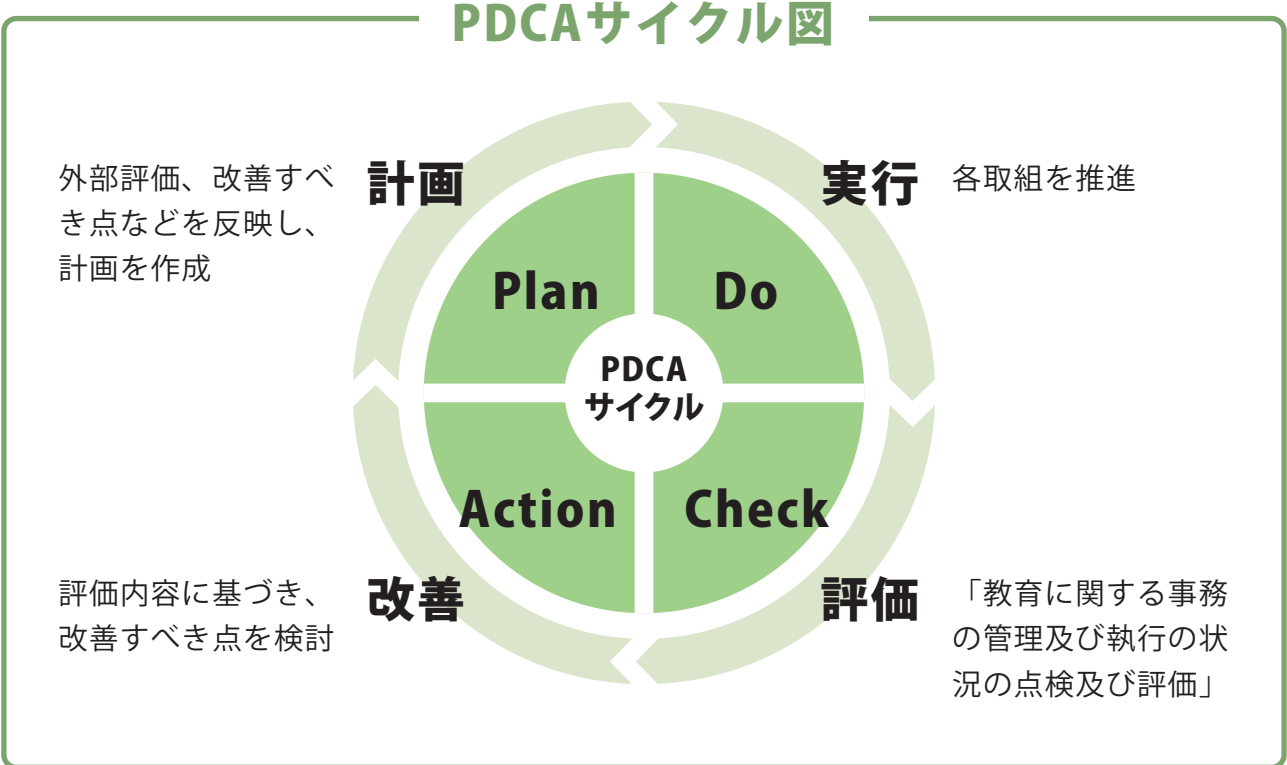 PDCAサイクル図
外部評価、改善すべ
き点などを反映し、
計画を作成
計画
実行
各取組を推進
Plan
Do
PDCA
サイクル
Action
Check
評価内容に基づき、
改善すべき点を検討
改善
評価
「教育に関する事務
の管理及び執行の状
況の点検及び評価」